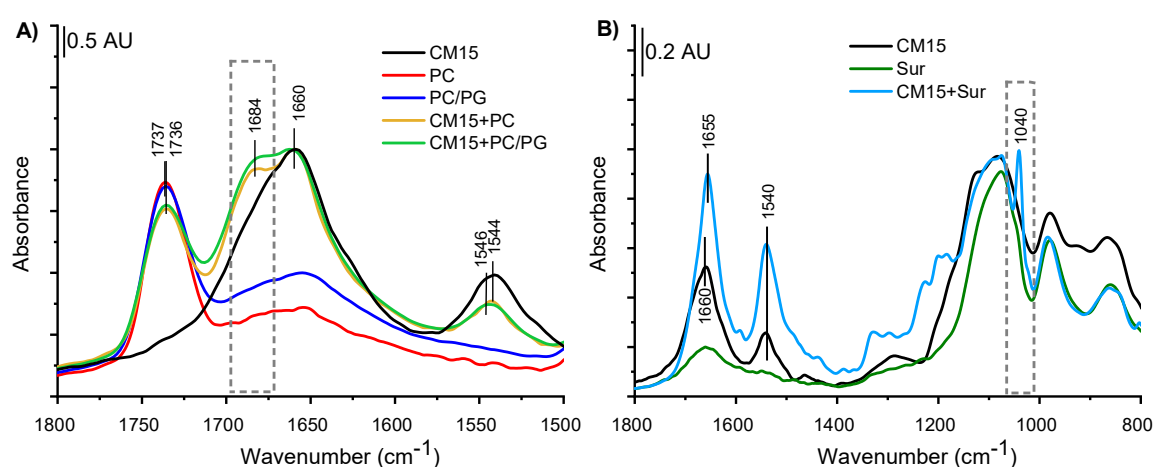 A)
0.5 AU
CM15
PC
PC/PG
CM15+PC
CM15+PC/PG
1737
1736
1684
1660
1546
1544
Absorbance
1800 1750 1700 1650 1600 1550 1500
Wavenumber (cm-1)
B)
0.2 AU
CM15
Sur
CM15+Sur
1655
1660
1540
1040
Absorbance
1800 1600 1400 1200 1000 800
Wavenumber (cm-1)